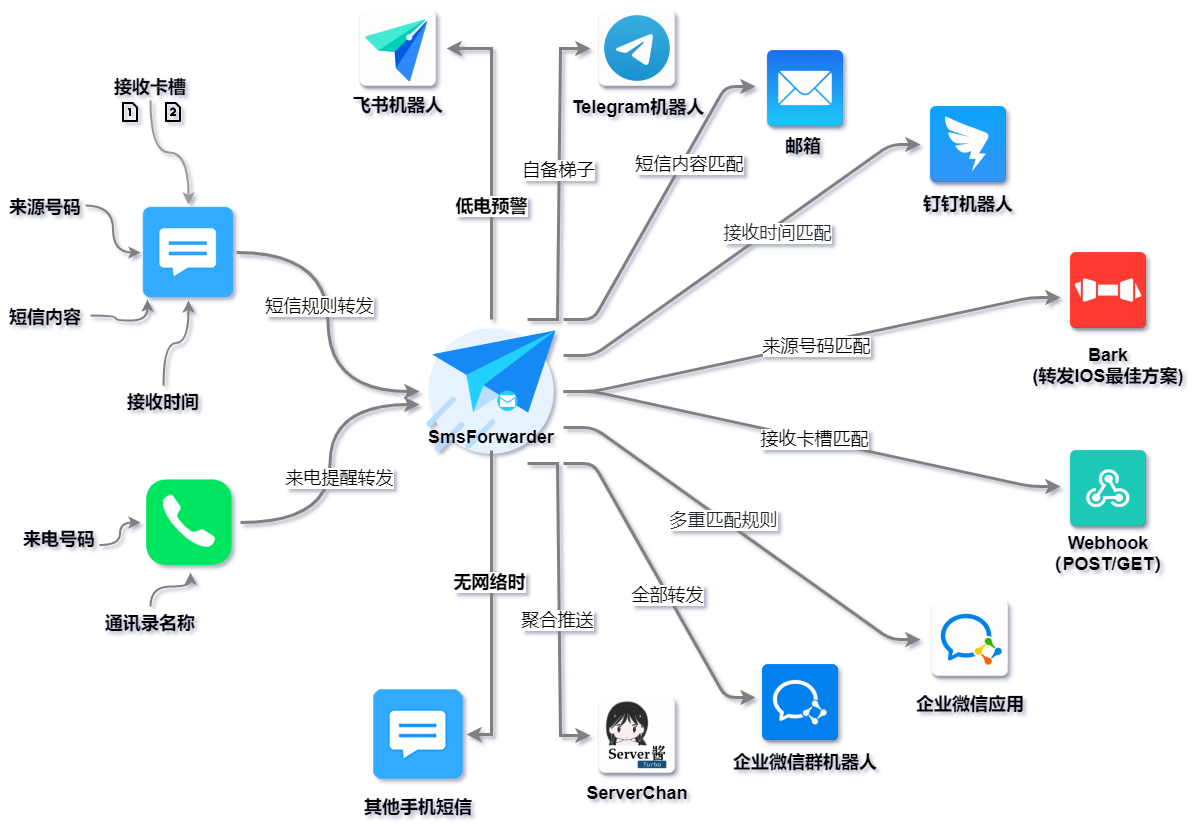 接收卡槽
1 2
来源号码
短信内容
接收时间
短信规则转发
来电号码
通讯录名称
来电提醒转发
SmsForwarder
低电预警
飞书机器人
自备梯子
Telegram机器人
短信内容匹配
邮箱
接收时间匹配
钉钉机器人
来源号码匹配
Bark
(转发IOS最佳方案)
接收卡槽匹配
Webhook
(POST/GET)
多重匹配规则
企业微信应用
全部转发
企业微信群机器人
聚合推送
Server酱
Turbo
ServerChan
无网络时
其他手机短信